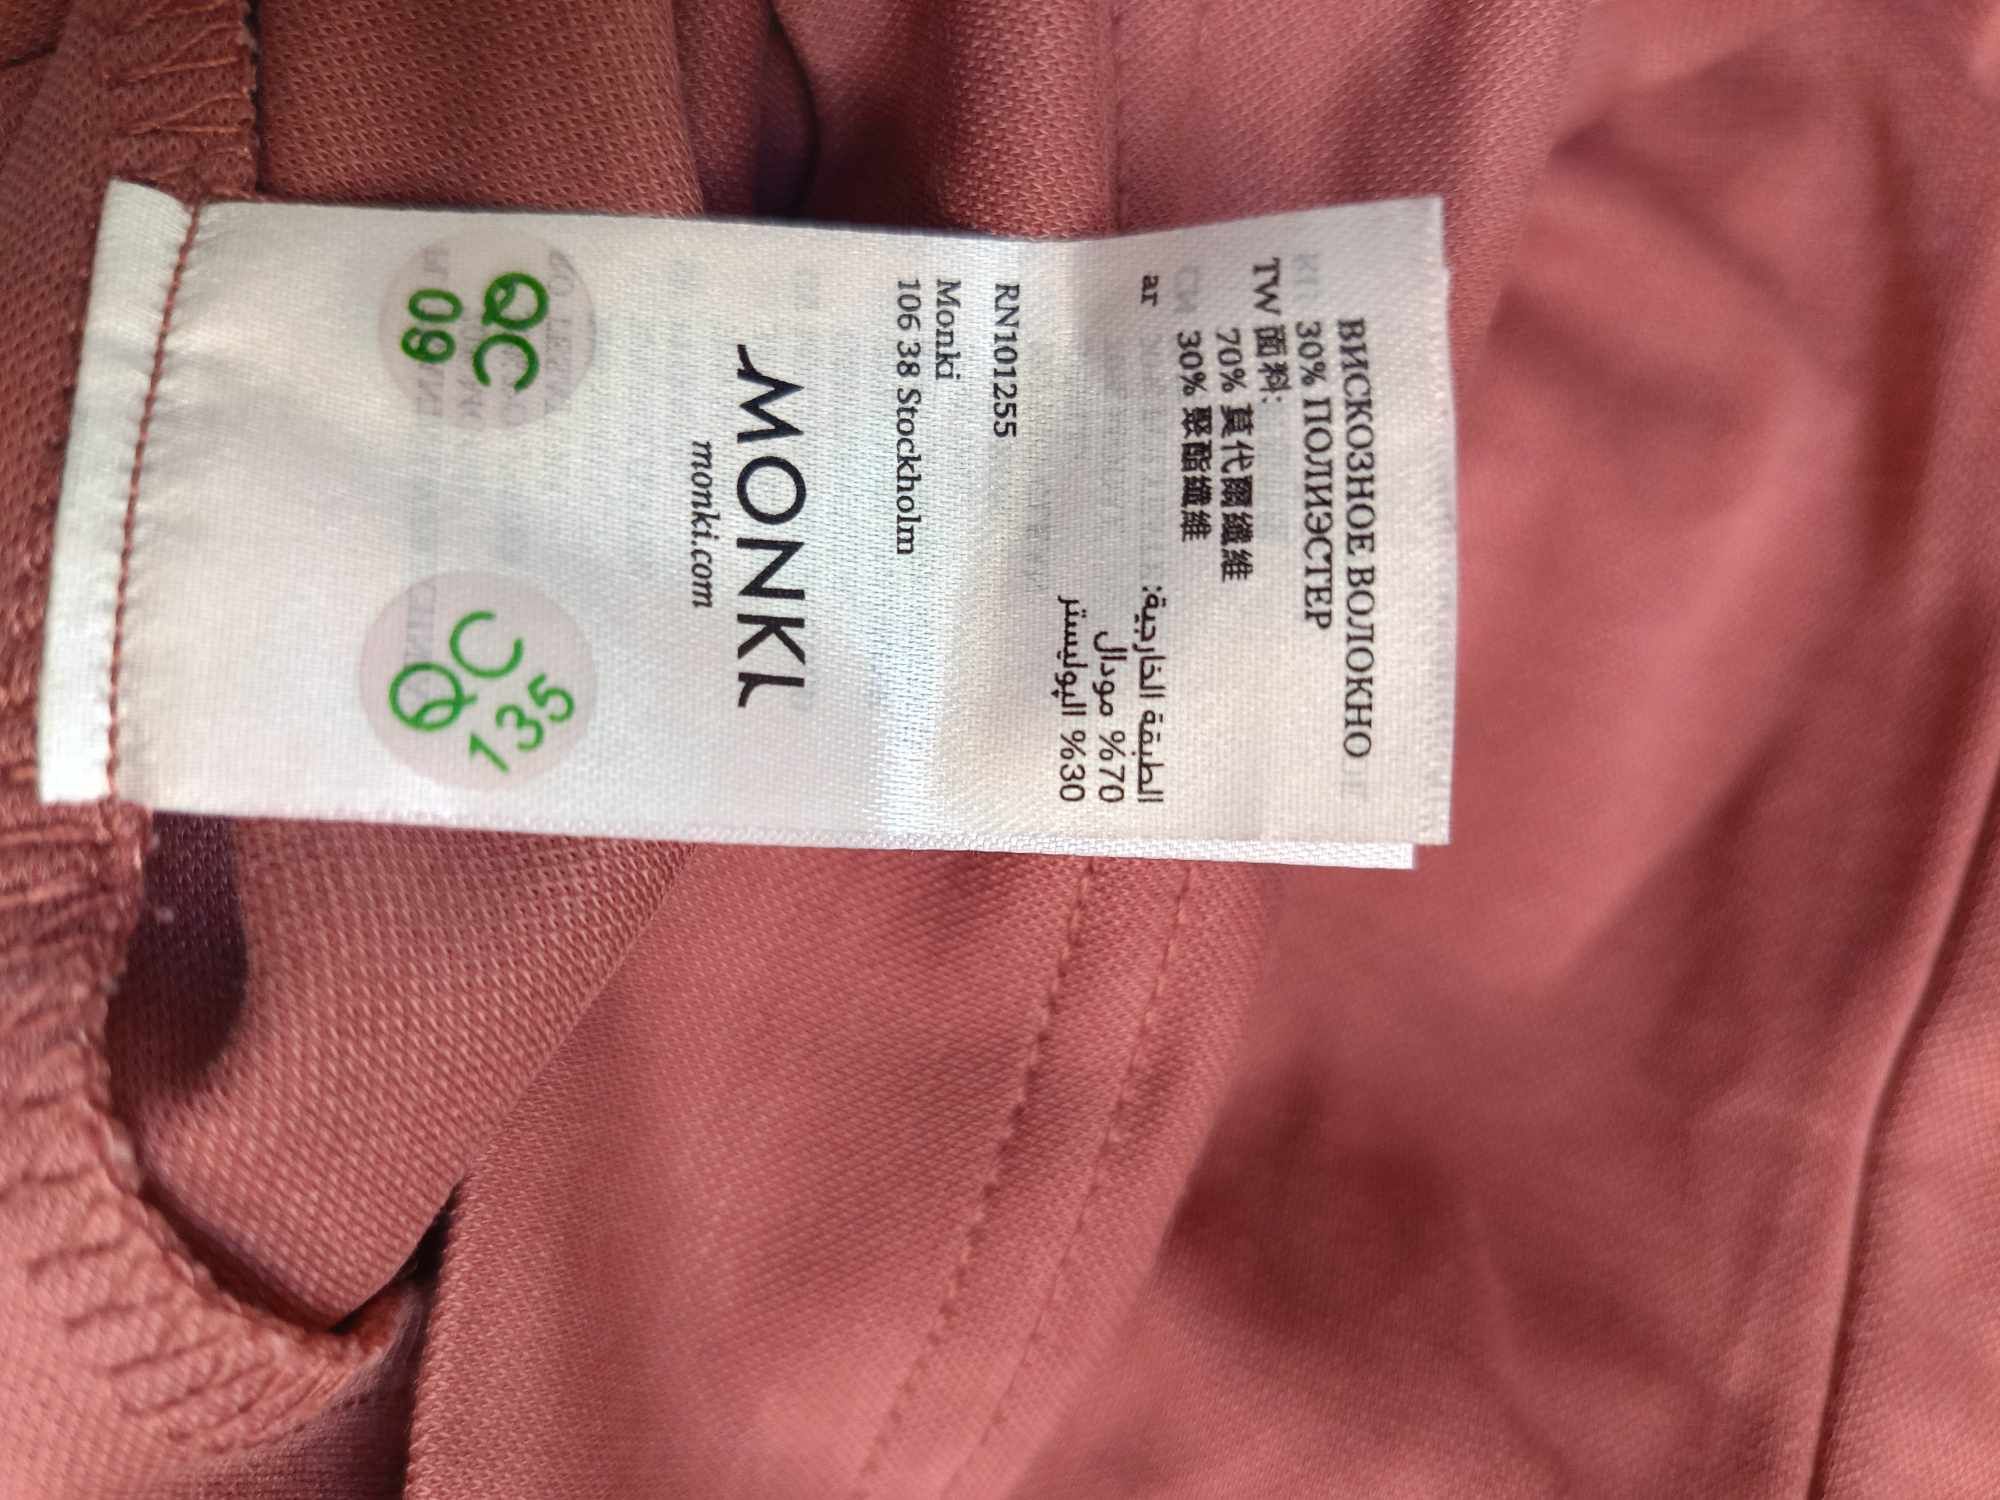 ВИСКОЗНОЕ ВОЛОКНО
30% ПОЛИЭСТЕР
TW 面料:
70% 莫代爾纖維
30% 聚酯纖維
ar
الطبقة الخارجية:
70% مودال
30% البوليستر
RN101255
Monki
106 38 Stockholm
MONKI
monki.com
QC
09
QC
135